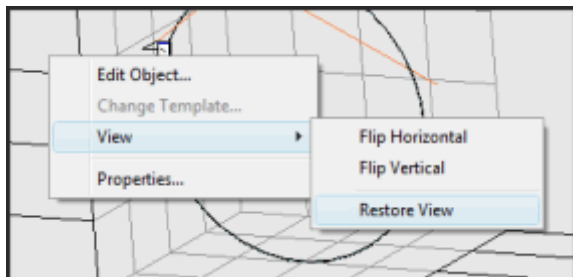 Edit Object...
Change Template...
View
Properties...
Flip Horizontal
Flip Vertical
Restore View